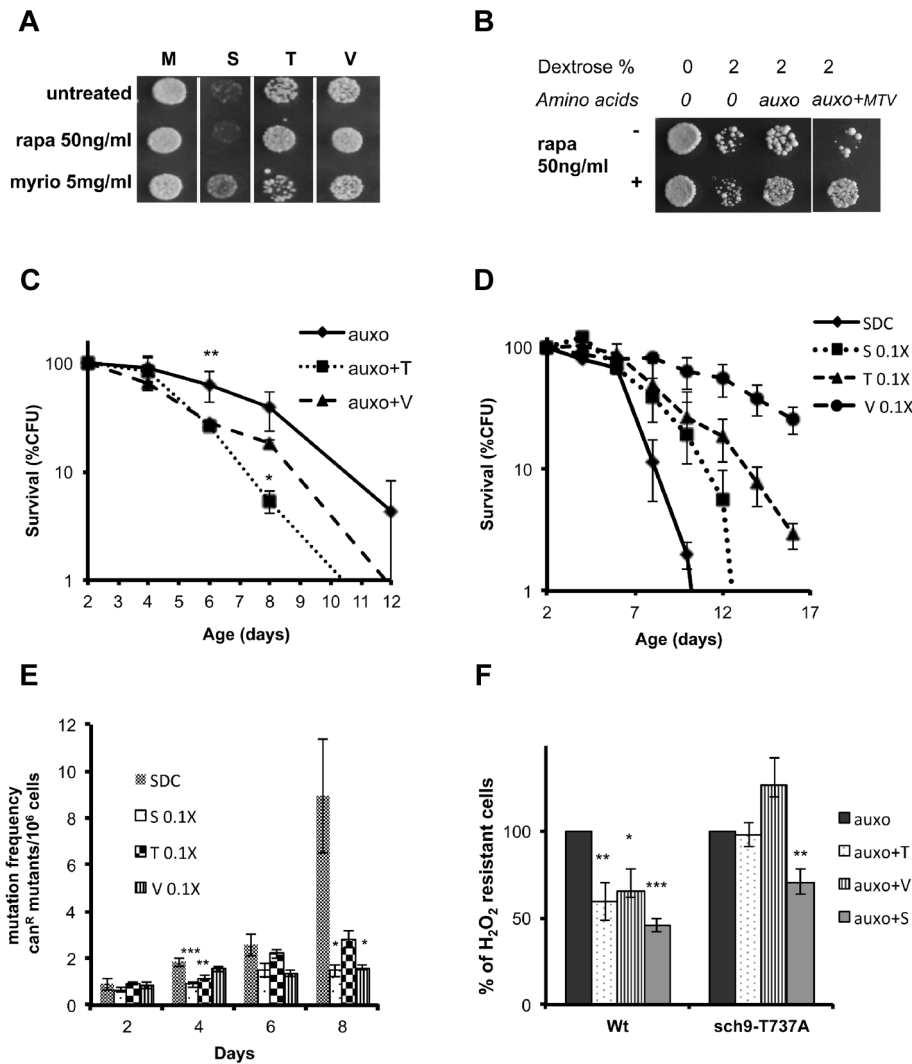 A
M S T V
untreated
rapa 50ng/ml
myrio 5mg/ml
B
Dextrose % 0 2 2 2
Amino acids 0 0 auxo auxo+MTV
rapa
50ng/ml
-
+
C
auxo
auxo+T
auxo+V
**
*
100
10
1
Survival (%CFU)
2 3 4 5 6 7 8 9 10 11 12
Age (days)
D
SDC
S 0.1X
T 0.1X
V 0.1X
100
10
1
Survival (%CFU)
2 7 12 17
Age (days)
E
12
10
8
6
4
2
0
mutation frequency
canR mutants/10⁶ cells
SDC
S 0.1X
T 0.1X
V 0.1X
***
**
*
*
2 4 6 8
Days
F
100
50
0
% of H₂O₂ resistant cells
**
*
***
**
auxo
auxo+T
auxo+V
auxo+S
Wt sch9-T737A